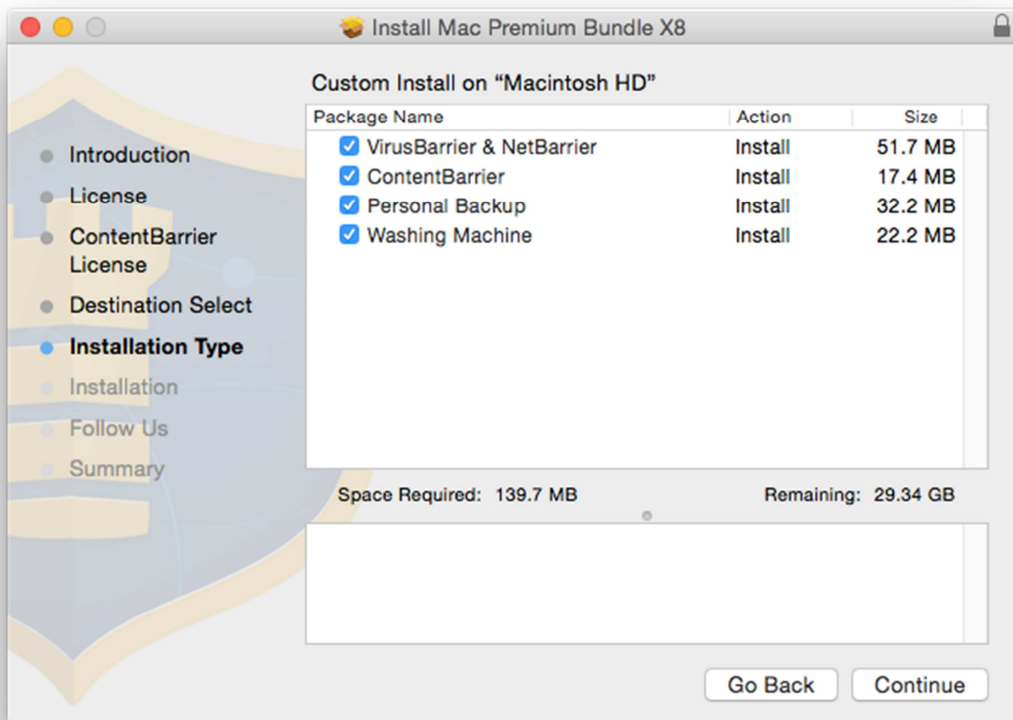 Install Mac Premium Bundle X8
Custom Install on “Macintosh HD”
Introduction
License
ContentBarrier
License
Destination Select
Installation Type
Installation
Follow Us
Summary
Package Name Action Size
VirusBarrier & NetBarrier Install 51.7 MB
ContentBarrier Install 17.4 MB
Personal Backup Install 32.2 MB
Washing Machine Install 22.2 MB
Space Required: 139.7 MB Remaining: 29.34 GB
Go Back Continue